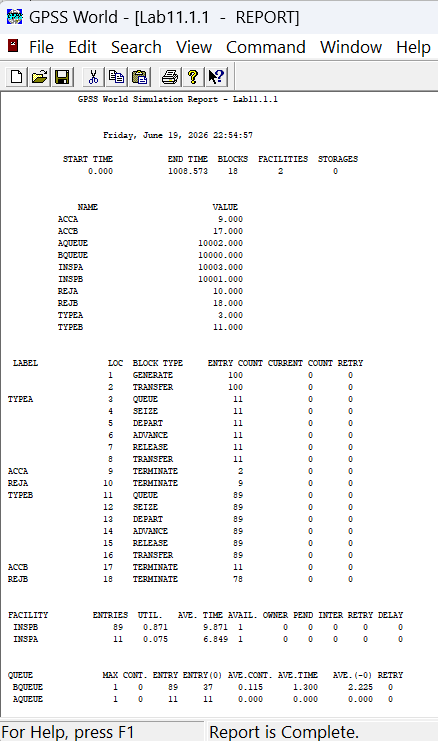 GPSS World - [Lab11.1.1 - REPORT]
File Edit Search View Command Window Help
GPSS World Simulation Report - Lab11.1.1
Friday, June 19, 2026 22:54:57
START TIME END TIME BLOCKS FACILITIES STORAGES
0.000 1008.573 18 2 0
NAME VALUE
ACCA 9.000
ACCB 17.000
AQUEUE 10002.000
BQUEUE 10000.000
INSPA 10003.000
INSPB 10001.000
REJA 10.000
REJB 18.000
TYPEA 3.000
TYPEB 11.000
LABEL LOC BLOCK TYPE ENTRY COUNT CURRENT COUNT RETRY
1 GENERATE 100 0 0
2 TRANSFER 100 0 0
TYPEA 3 QUEUE 11 0 0
4 SEIZE 11 0 0
5 DEPART 11 0 0
6 ADVANCE 11 0 0
7 RELEASE 11 0 0
8 TRANSFER 11 0 0
ACCA 9 TERMINATE 2 0 0
REJA 10 TERMINATE 9 0 0
TYPEB 11 QUEUE 89 0 0
12 SEIZE 89 0 0
13 DEPART 89 0 0
14 ADVANCE 89 0 0
15 RELEASE 89 0 0
16 TRANSFER 89 0 0
ACCB 17 TERMINATE 11 0 0
REJB 18 TERMINATE 78 0 0
FACILITY ENTRIES UTIL. AVE. TIME AVAIL. OWNER PEND INTER RETRY DELAY
INSPB 89 0.871 9.871 1 0 0 0 0 0
INSPA 11 0.075 6.849 1 0 0 0 0 0
QUEUE MAX CONT. ENTRY ENTRY(0) AVE.CONT. AVE.TIME AVE.(-0) RETRY
BQUEUE 1 0 89 37 0.115 1.300 2.225 0
AQUEUE 1 0 11 11 0.000 0.000 0.000 0
For Help, press F1 Report is Complete.